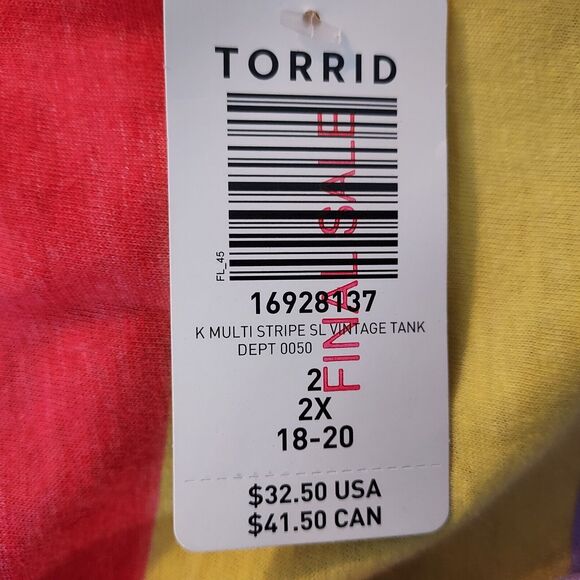 TORRID
FL_45
FINAL SALE
16928137
K MULTI STRIPE SL VINTAGE TANK
DEPT 0050
2
2X
18-20
$32.50 USA
$41.50 CAN